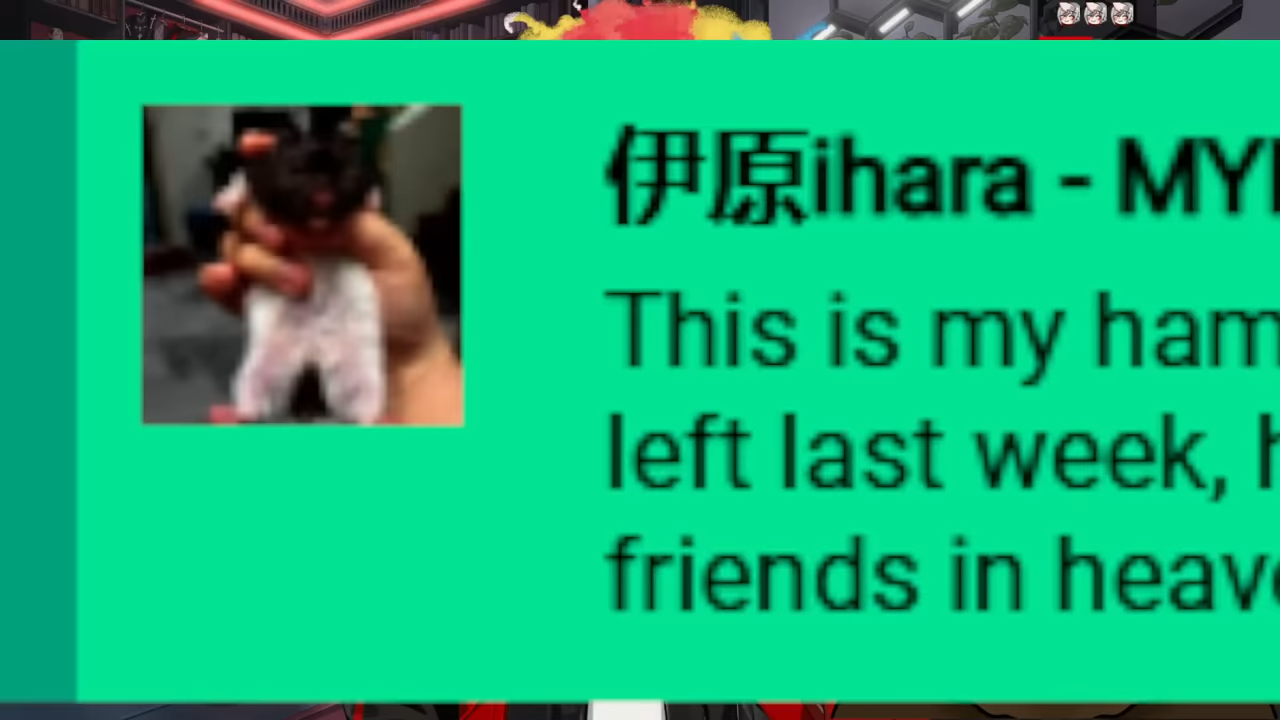 伊原ihara - MY
This is my ham
left last week,
friends in heav